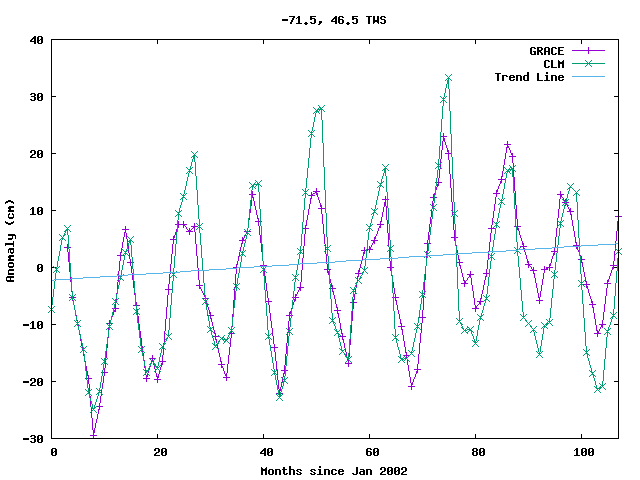 -71.5, 46.5 TWS
40
30
20
10
0
-10
-20
-30
Anomaly (cm)
GRACE
CLM
Trend Line
0 20 40 60 80 100
Months since Jan 2002